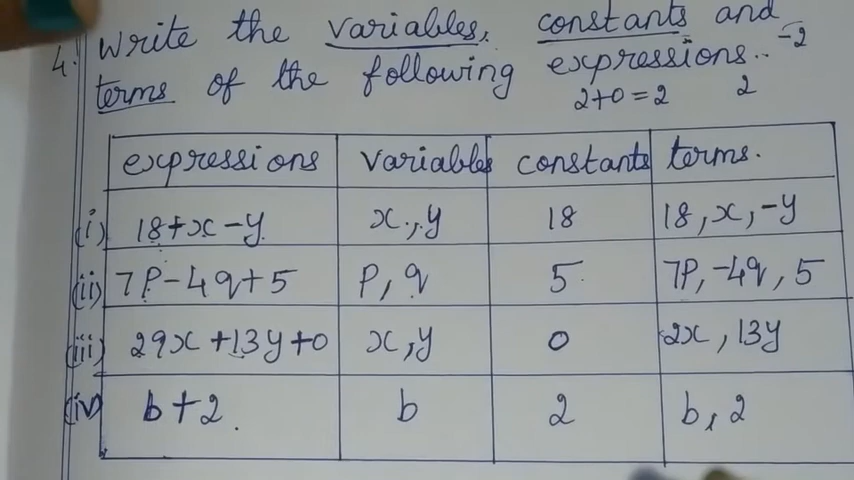 4. Write the variables, constants and
terms of the following expressions.. -2
2+0=2 2
expressions variables constants terms.
(i) 18+x-y x, y 18 18, x, -y
(ii) 7P-4q+5 P, q 5 7P, -4q, 5
(iii) 29x+13y+0 x, y 0 2x, 13y
(iv) b+2. b 2 b, 2